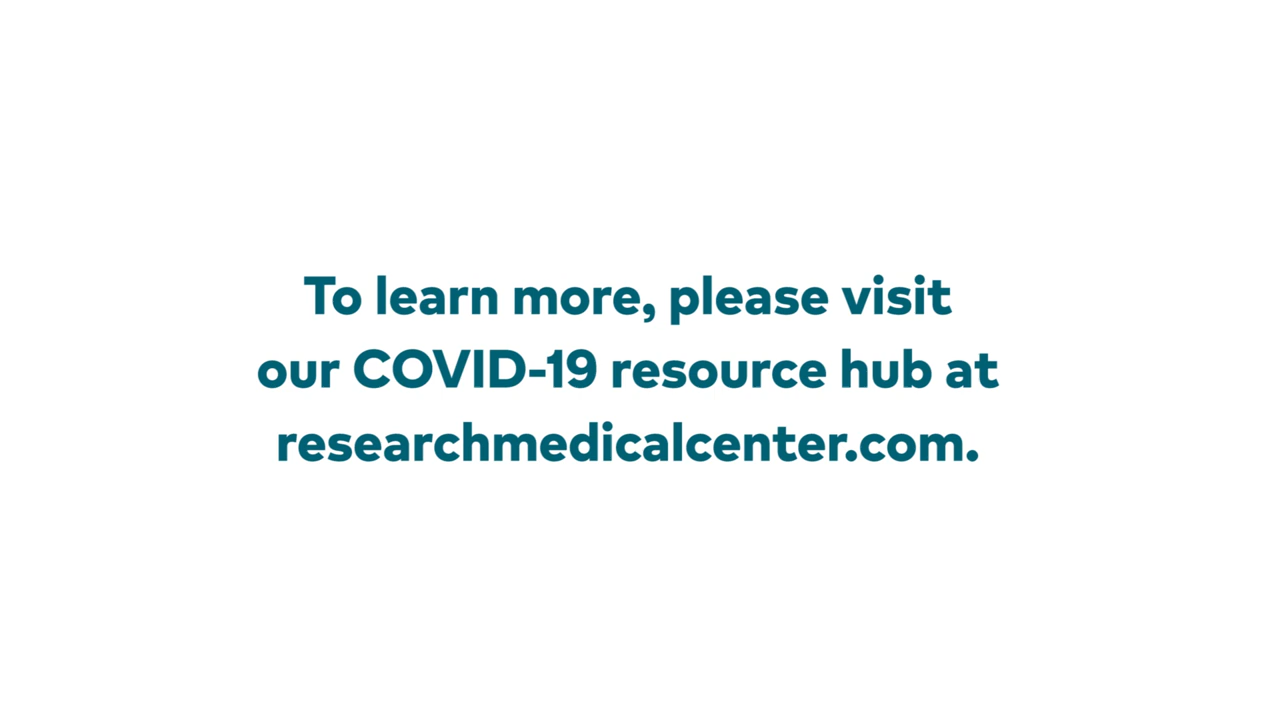 To learn more, please visit
our COVID-19 resource hub at
researchmedicalcenter.com.